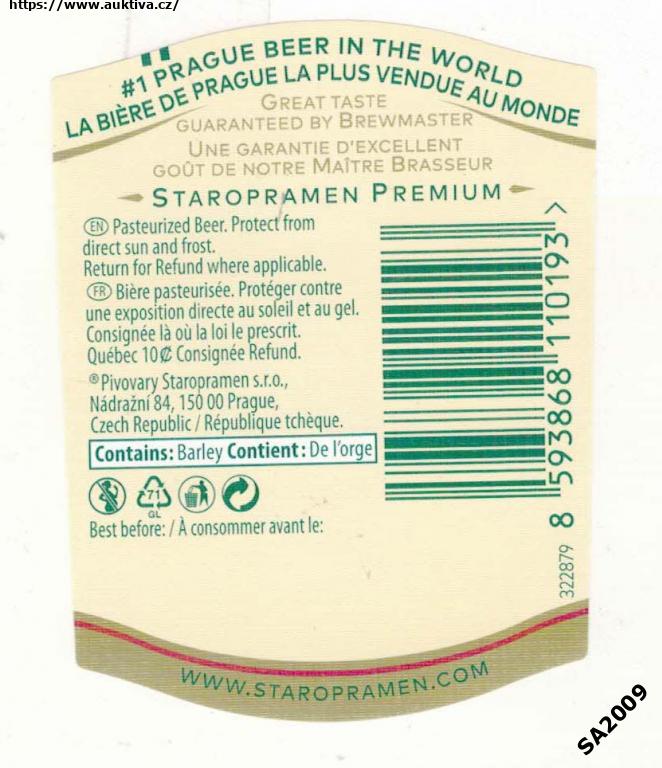 https://www.auktiva.cz/
#1 PRAGUE BEER IN THE WORLD
LA BIÈRE DE PRAGUE LA PLUS VENDUE AU MONDE
GREAT TASTE
GUARANTEED BY BREWMASTER
UNE GARANTIE D'EXCELLENT
GOÛT DE NOTRE MAÎTRE BRASSEUR
STAROPRAMEN PREMIUM
EN Pasteurized Beer. Protect from
direct sun and frost.
Return for Refund where applicable.
FR Bière pasteurisée. Protéger contre
une exposition directe au soleil et au gel.
Consignée là où la loi le prescrit.
Québec 10₵ Consignée Refund.
® Pivovary Staropramen s.r.o.,
Nádražní 84, 150 00 Prague,
Czech Republic / République tchèque.
Contains: Barley Contient: De l'orge
71
GL
Best before: / À consommer avant le:
8 593868 110193 >
322879
WWW.STAROPRAMEN.COM
SA2009